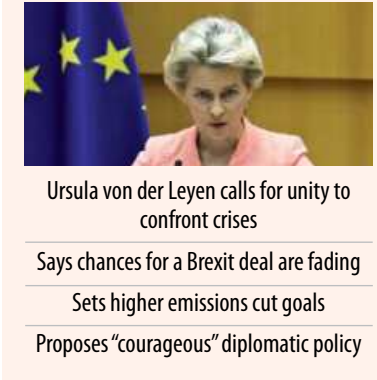 Ursula von der Leyen calls for unity to
confront crises
Says chances for a Brexit deal are fading
Sets higher emissions cut goals
Proposes “courageous” diplomatic policy